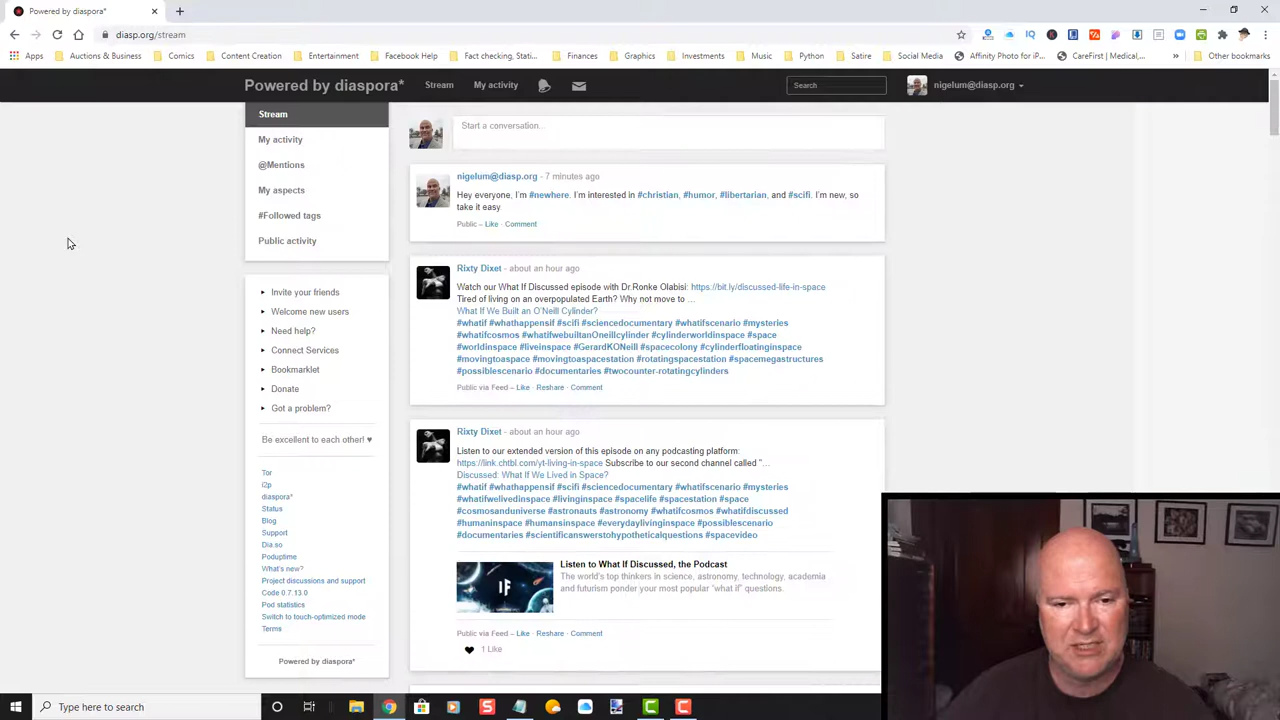 Powered by diaspora*
diasp.org/stream
Apps
Auctions & Business
Comics
Content Creation
Entertainment
Facebook Help
Fact checking, Stati...
Finances
Graphics
Investments
Music
Python
Satire
Social Media
Affinity Photo for iP...
CareFirst | Medical,...
»
Other bookmarks
Powered by diaspora*
Stream
My activity
Search
nigelum@diasp.org
Stream
My activity
@Mentions
My aspects
#Followed tags
Public activity
Invite your friends
Welcome new users
Need help?
Connect Services
Bookmarklet
Donate
Got a problem?
Be excellent to each other! ♥
Tor
I2p
diaspora*
Status
Blog
Support
Dia.so
Poduptime
What's new?
Project discussions and support
Code 0.7.13.0
Pod statistics
Switch to touch-optimized mode
Terms
Powered by diaspora*
Start a conversation...
nigelum@diasp.org - 7 minutes ago
Hey everyone, I'm #newhere. I'm interested in #christian, #humor, #libertarian, and #scifi. I'm new, so
take it easy.
Public – Like · Comment
Rixty Dixet - about an hour ago
Watch our What If Discussed episode with Dr.Ronke Olabisi: https://bit.ly/discussed-life-in-space
Tired of living on an overpopulated Earth? Why not move to ...
What If We Built an O'Neill Cylinder?
#whatif #whathappensif #scifi #sciencedocumentary #whatifscenario #mysteries
#whatifcosmos #whatifwebuiltanOneillcylinder #cylinderworldinspace #space
#worldinspace #liveinspace #GerardKONeill #spacecolony #cylinderfloatinginspace
#movingtoaspace #movingtoaspacestation #rotatingspacestation #spacemegastructures
#possiblescenario #documentaries #twocounter-rotatingcylinders
Public via Feed – Like · Reshare · Comment
Rixty Dixet - about an hour ago
Listen to our extended version of this episode on any podcasting platform:
https://link.chtbl.com/yt-living-in-space Subscribe to our second channel called "...
Discussed: What If We Lived in Space?
#whatif #whathappensif #scifi #sciencedocumentary #whatifscenario #mysteries
#whatifwelivedinspace #livinginspace #spacelife #spacestation #space
#cosmosanduniverse #astronauts #astronomy #whatifcosmos #whatifdiscussed
#humaninspace #humansinspace #everydaylivinginspace #possiblescenario
#documentaries #scientificanswerstohypotheticalquestions #spacevideo
IF
Listen to What If Discussed, the Podcast
The world's top thinkers in science, astronomy, technology, academia
and futurism ponder your most popular "what if" questions.
Public via Feed – Like · Reshare · Comment
1 Like
Type here to search